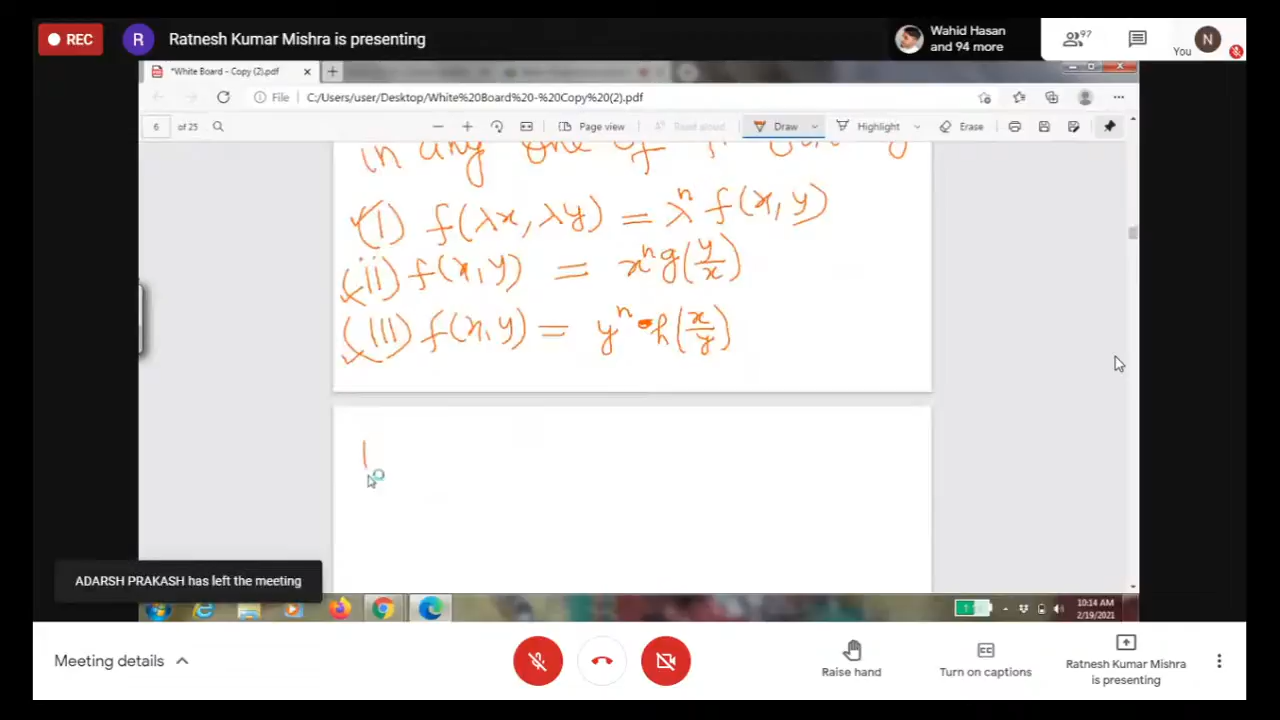 REC
R
Ratnesh Kumar Mishra is presenting
Wahid Hasan
and 94 more
97
You
N
*White Board - Copy (2).pdf
File
C:/Users/user/Desktop/White%20Board%20-%20Copy%20(2).pdf
6 of 25
Page view
Read aloud
Draw
Highlight
Erase
in any one of
(i) f(λx, λy) = λⁿ f(x, y)
(ii) f(x, y) = xⁿ g(y/x)
(iii) f(x, y) = yⁿ · h(x/y)
ADARSH PRAKASH has left the meeting
10:14 AM
2/19/2021
Meeting details
Raise hand
Turn on captions
Ratnesh Kumar Mishra
is presenting